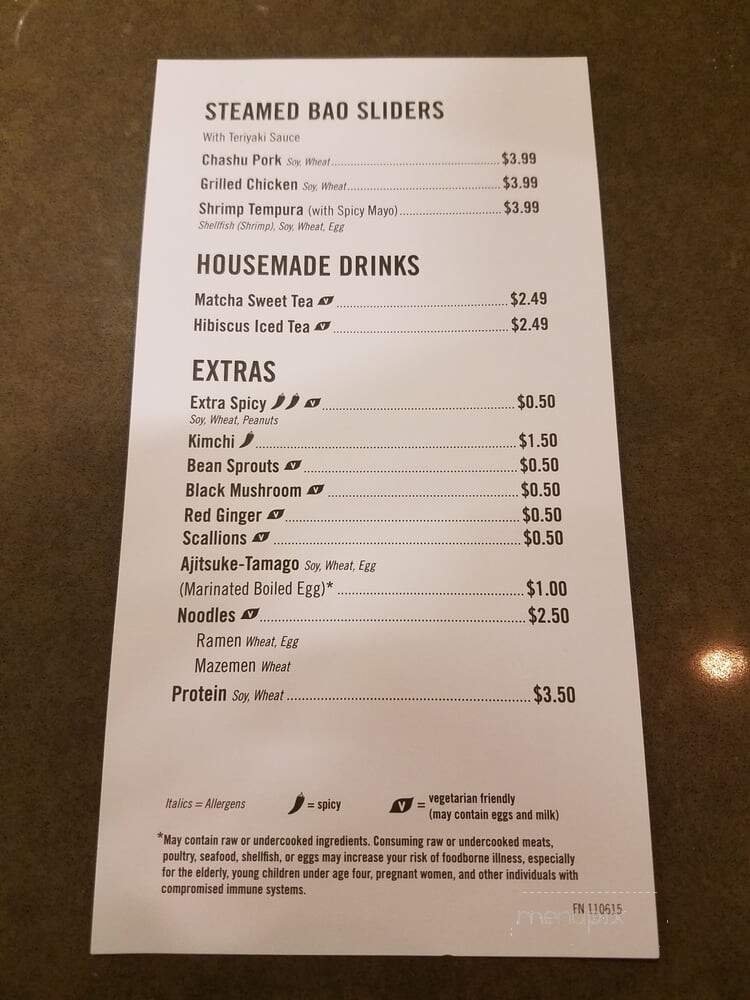 STEAMED BAO SLIDERS
With Teriyaki Sauce
Chashu Pork Soy, Wheat..............................$3.99
Grilled Chicken Soy, Wheat..............................$3.99
Shrimp Tempura (with Spicy Mayo)....................$3.99
Shellfish (Shrimp), Soy, Wheat, Egg
HOUSEMADE DRINKS
Matcha Sweet Tea V..............................$2.49
Hibiscus Iced Tea V..............................$2.49
EXTRAS
Extra Spicy V..............................$0.50
Soy, Wheat, Peanuts
Kimchi..............................$1.50
Bean Sprouts V..............................$0.50
Black Mushroom V..............................$0.50
Red Ginger V..............................$0.50
Scallions V..............................$0.50
Ajitsuke-Tamago Soy, Wheat, Egg
(Marinated Boiled Egg)*..............................$1.00
Noodles V..............................$2.50
Ramen Wheat, Egg
Mazemen Wheat
Protein Soy, Wheat..............................$3.50
Italics = Allergens = spicy V = vegetarian friendly
(may contain eggs and milk)
*May contain raw or undercooked ingredients. Consuming raw or undercooked meats,
poultry, seafood, shellfish, or eggs may increase your risk of foodborne illness, especially
for the elderly, young children under age four, pregnant women, and other individuals with
compromised immune systems.
FN 110615
menupix